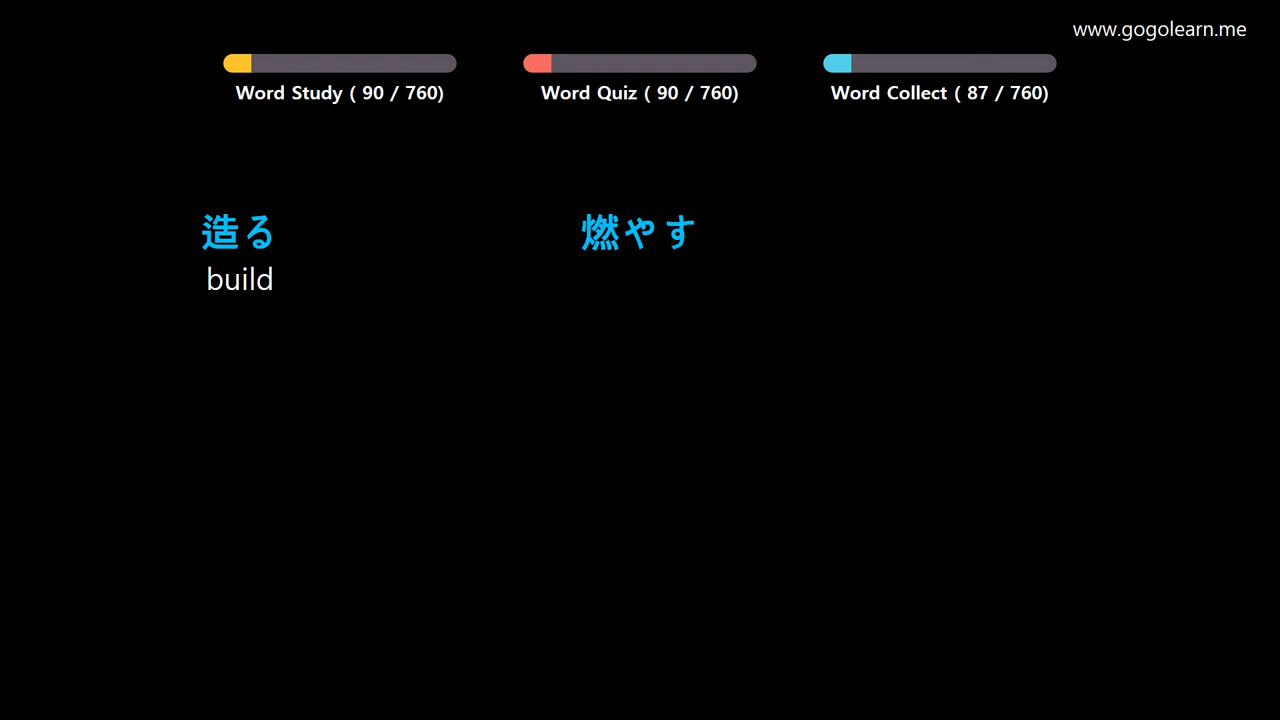 www.gogolearn.me
Word Study ( 90 / 760)
Word Quiz ( 90 / 760)
Word Collect ( 87 / 760)
造る
build
燃やす